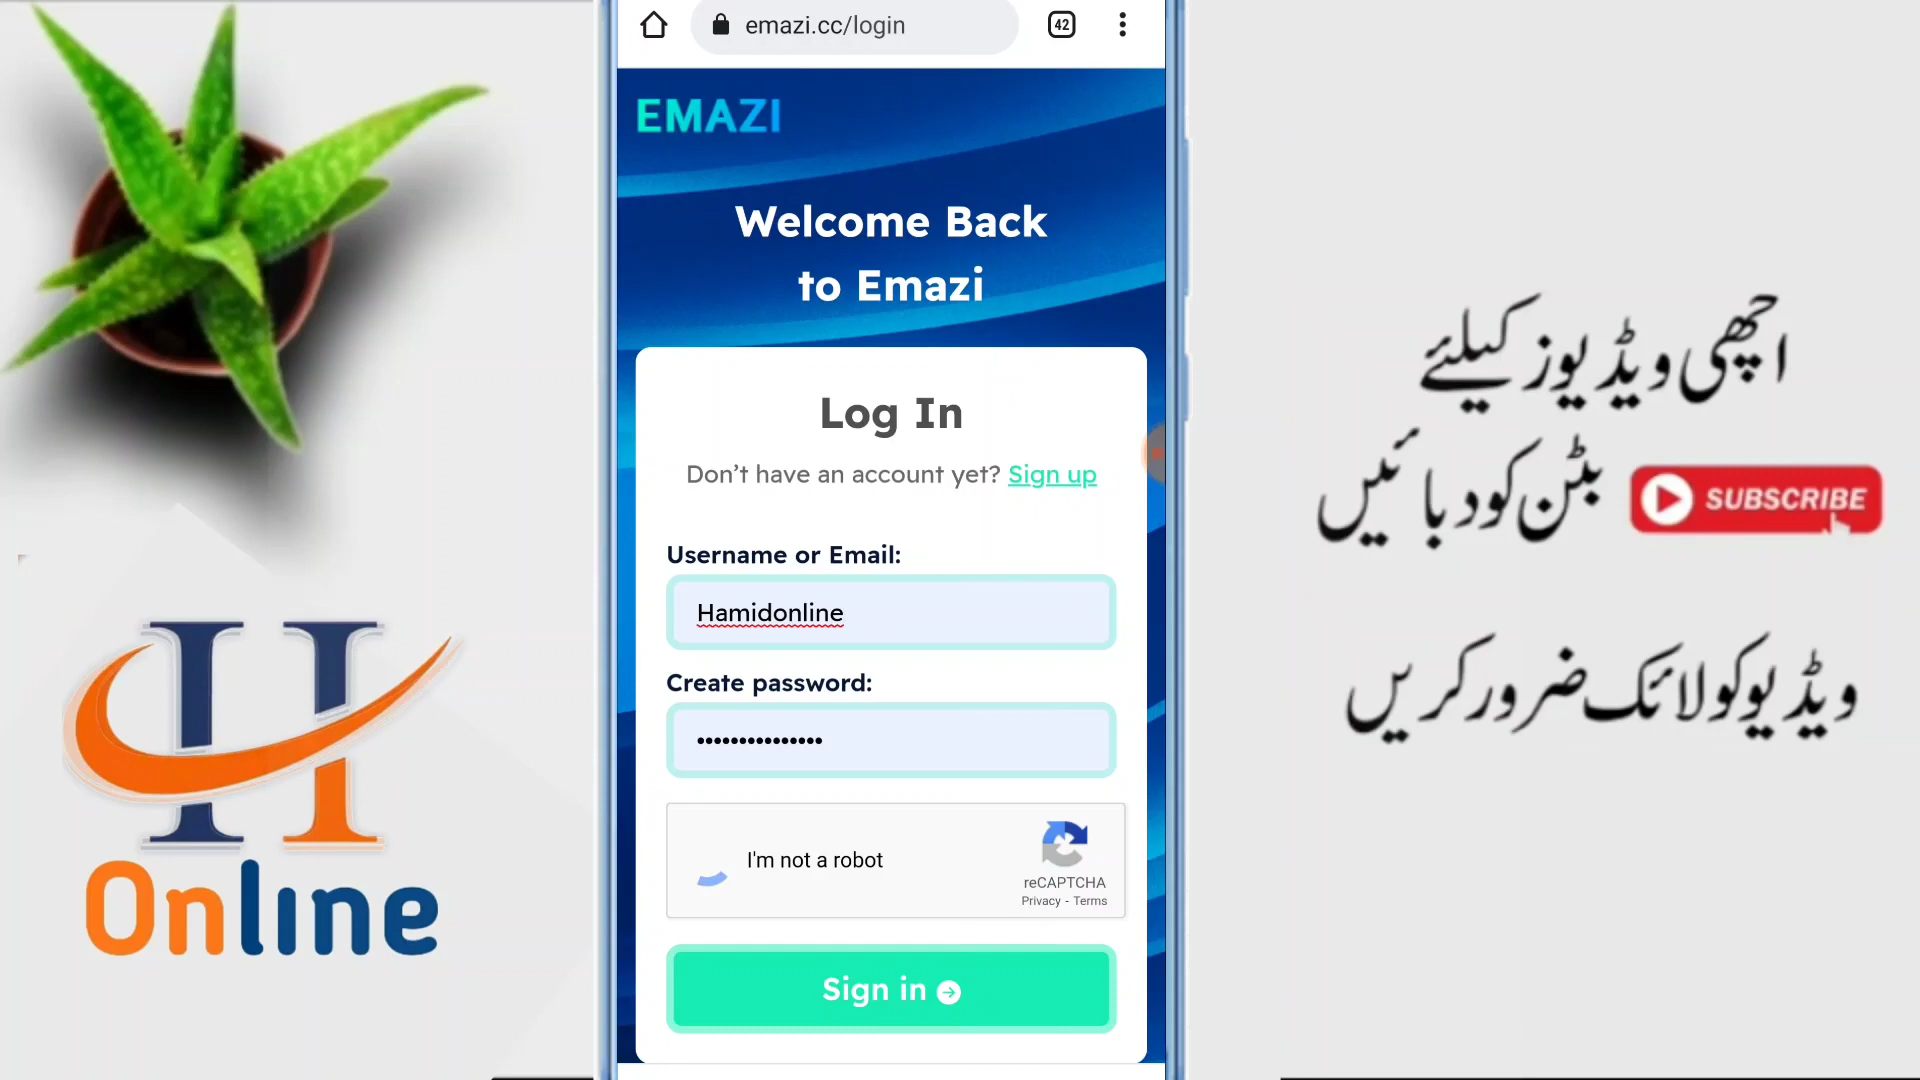 emazi.cc/login
42
EMAZI
Welcome Back
to Emazi
Log In
Don’t have an account yet? Sign up
Username or Email:
Hamidonline
Create password:
•••••••••••••••
I'm not a robot
reCAPTCHA
Privacy - Terms
Sign in
H
Online
اچھی ویڈیوز کیلئے
بٹن کو دبائیں
SUBSCRIBE
ویڈیو کو لائک ضرور کریں